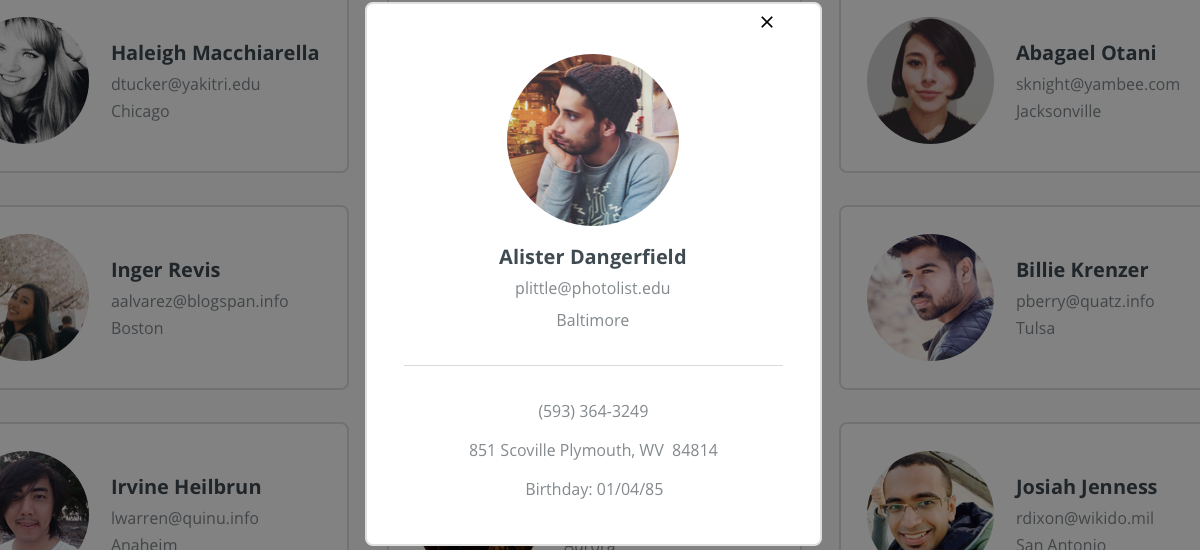 Haleigh Macchiarella
dtucker@yakitri.edu
Chicago
Inger Revis
aalvarez@blogspan.info
Boston
Irvine Heilbrun
lwarren@quinu.info
Anaheim
Alister Dangerfield
plittle@photolist.edu
Baltimore
(593) 364-3249
851 Scoville Plymouth, WV  84814
Birthday: 01/04/85
Aurora
Abagael Otani
sknight@yambee.com
Jacksonville
Billie Krenzer
pberry@quatz.info
Tulsa
Josiah Jenness
rdixon@wikido.mil
San Antonio